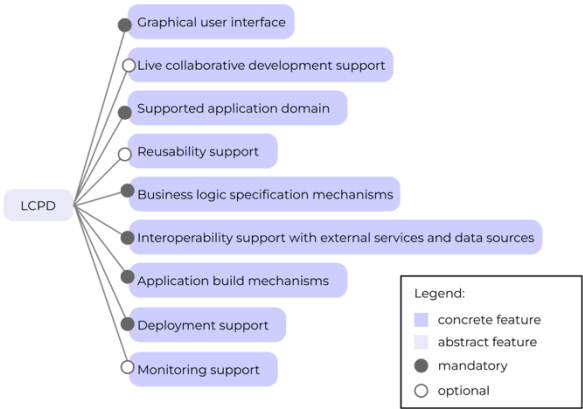 Graphical user interface
Live collaborative development support
Supported application domain
Reusability support
LCPD
Business logic specification mechanisms
Interoperability support with external services and data sources
Application build mechanisms
Deployment support
Monitoring support
Legend:
concrete feature
abstract feature
mandatory
optional